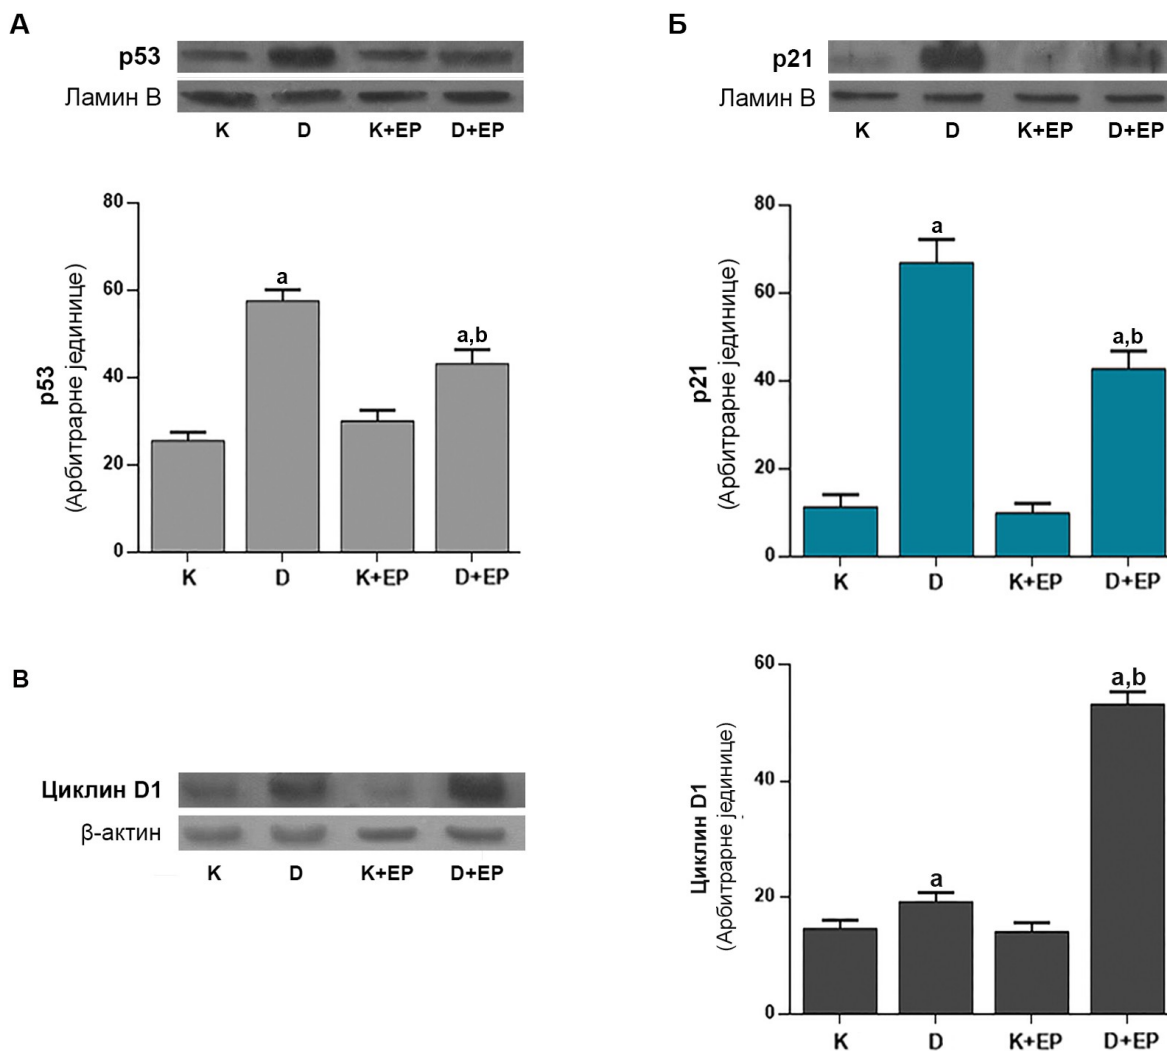 А
p53
Ламин B
K D K+EP D+EP
p53
(Арбитрарне јединице)
80
60
40
20
0
a
a,b
K D K+EP D+EP
Б
p21
Ламин B
K D K+EP D+EP
p21
(Арбитрарне јединице)
80
60
40
20
0
a
a,b
K D K+EP D+EP
В
Циклин D1
β-актин
K D K+EP D+EP
Циклин D1
(Арбитрарне јединице)
60
40
20
0
a
a,b
K D K+EP D+EP